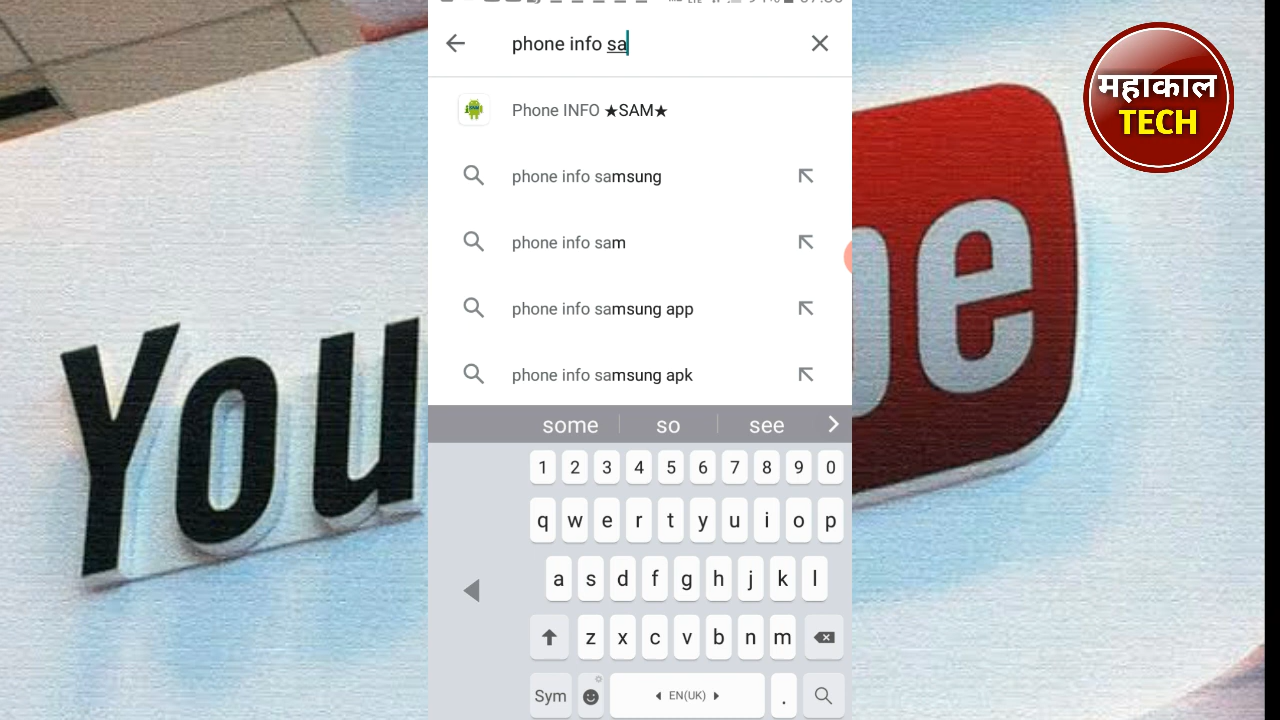 phone info sa
Phone INFO ★SAM★
phone info samsung
phone info sam
phone info samsung app
phone info samsung apk
some so see
1 2 3 4 5 6 7 8 9 0
q w e r t y u i o p
a s d f g h j k l
z x c v b n m
Sym EN(UK) .
You
e
महाकाल
TECH